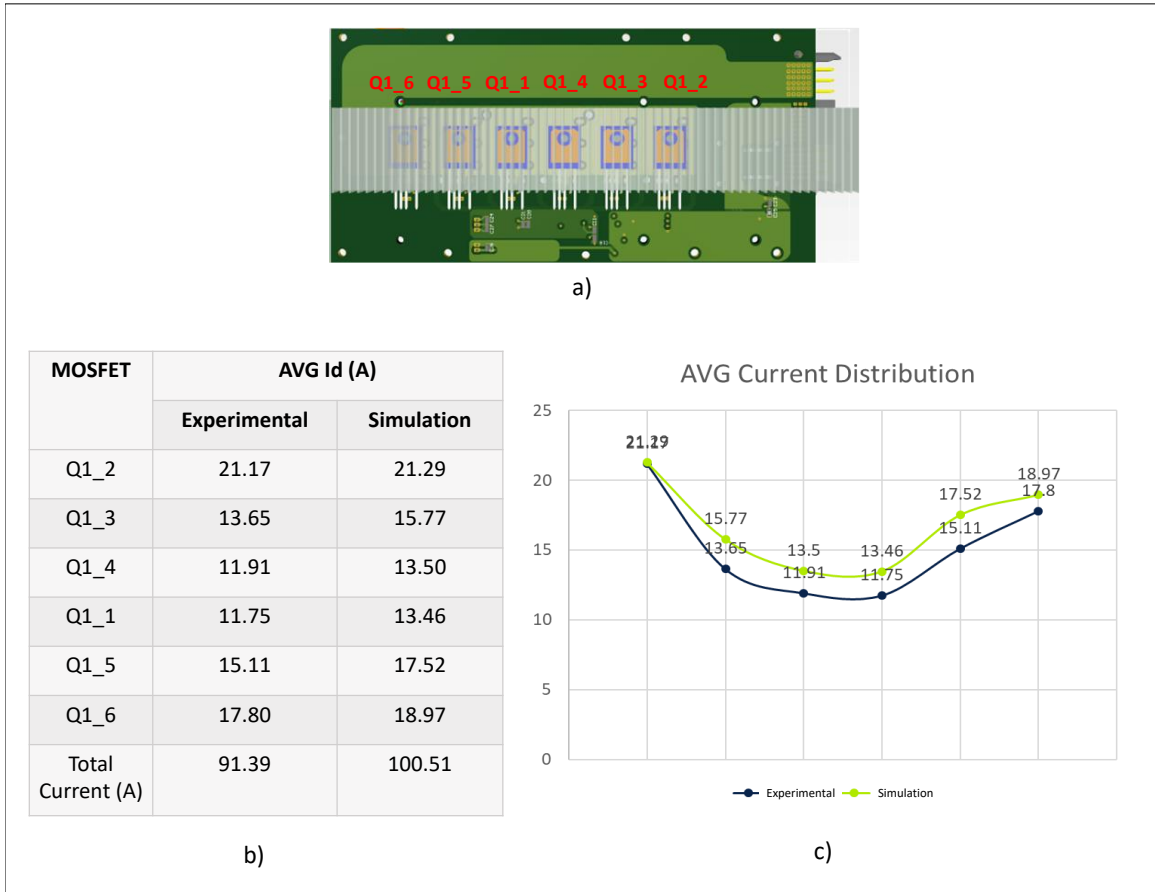 Q1_6 Q1_5 Q1_1 Q1_4 Q1_3 Q1_2
a)
MOSFET AVG Id (A)
Experimental Simulation
Q1_2 21.17 21.29
Q1_3 13.65 15.77
Q1_4 11.91 13.50
Q1_1 11.75 13.46
Q1_5 15.11 17.52
Q1_6 17.80 18.97
Total
Current (A) 91.39 100.51
b)
AVG Current Distribution
25
20
15
10
5
0
21.17
21.29
13.65
11.91
11.75
15.11
17.8
15.77
13.5
13.46
17.52
18.97
Experimental Simulation
c)